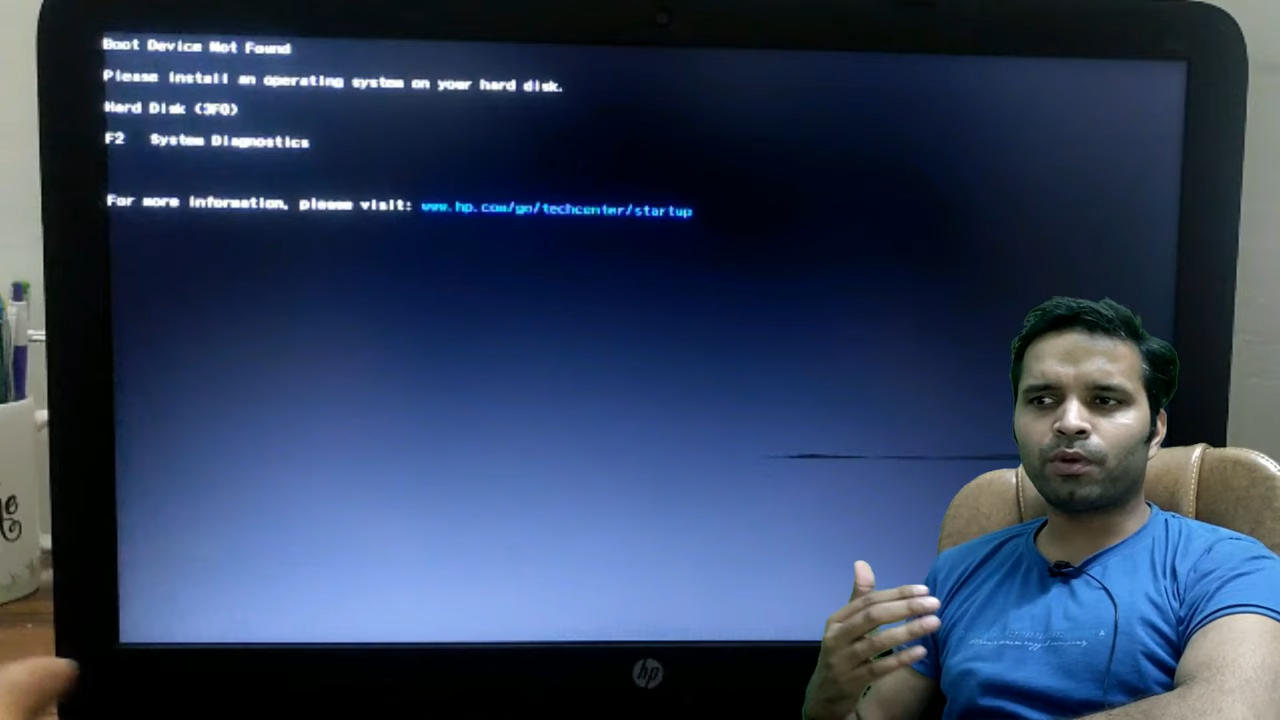 Boot Device Not Found
Please install an operating system on your hard disk.
Hard Disk (3F0)
F2 System Diagnostics
For more information, please visit: www.hp.com/go/techcenter/startup
hp